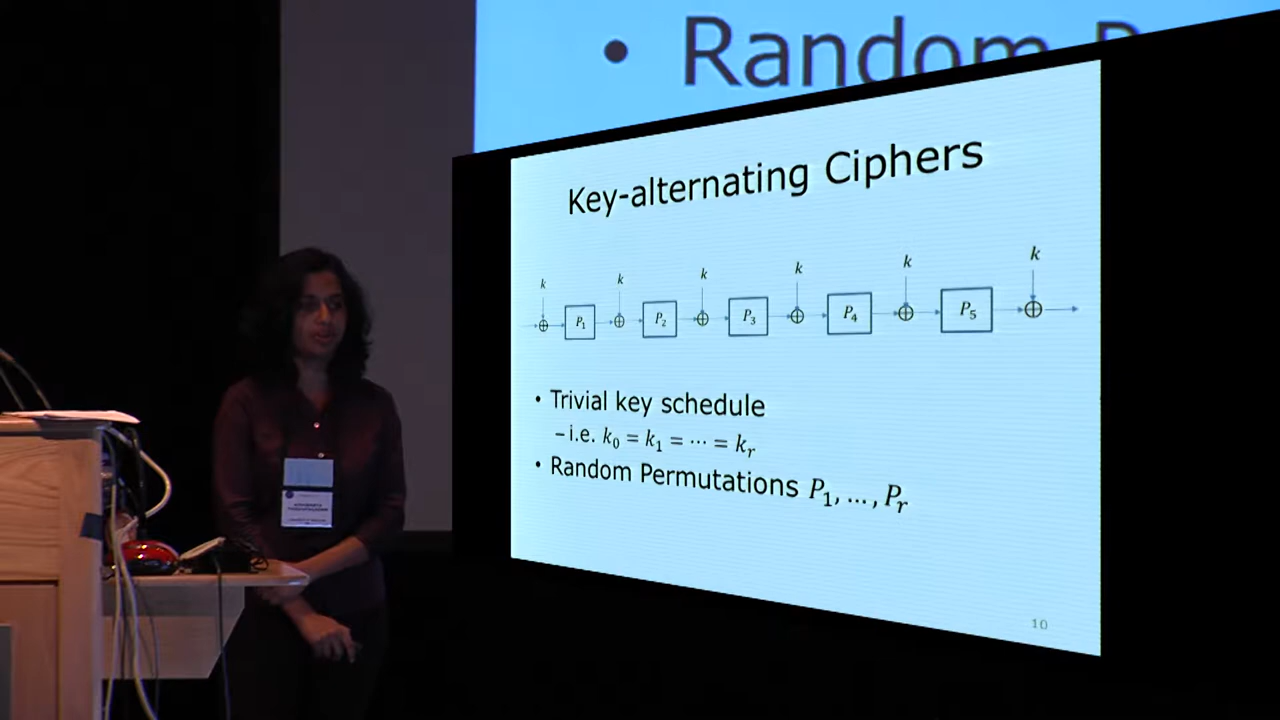 • Random
Key-alternating Ciphers
k k k k k k
⊕ P₁ ⊕ P₂ ⊕ P₃ ⊕ P₄ ⊕ P₅ ⊕
• Trivial key schedule
– i.e. k₀ = k₁ = ⋯ = kᵣ
• Random Permutations P₁, …, Pᵣ
10